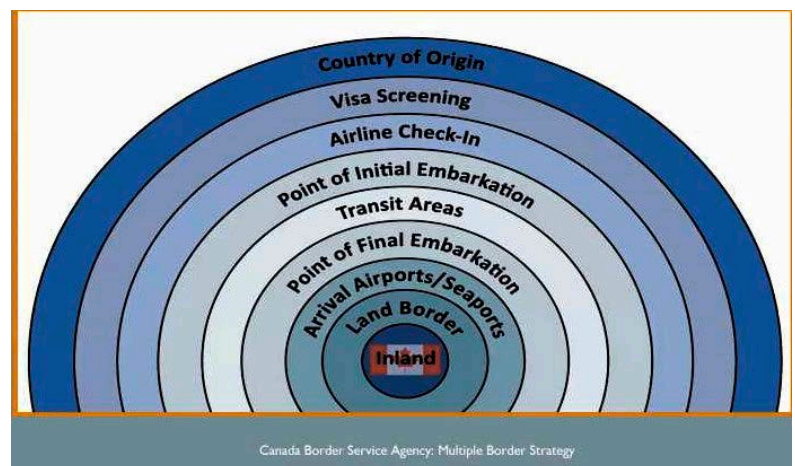 Country of Origin
Visa Screening
Airline Check-In
Point of Initial Embarkation
Transit Areas
Point of Final Embarkation
Arrival Airports/Seaports
Land Border
Inland
Canada Border Service Agency: Multiple Border Strategy